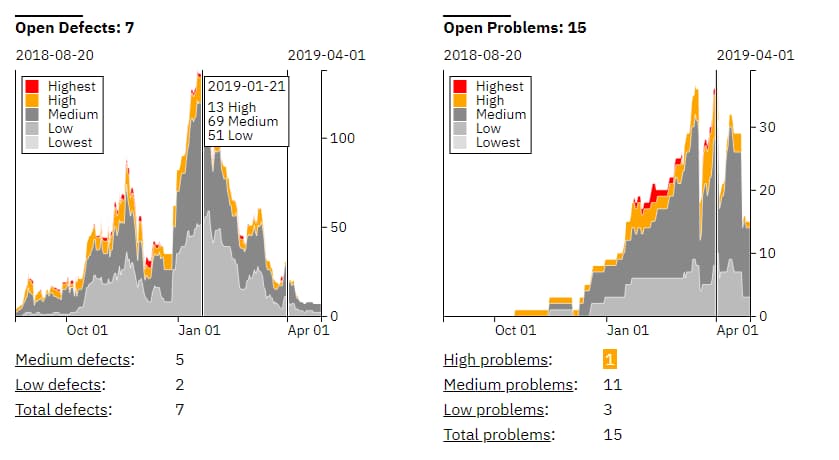 Open Defects: 7
2018-08-20
2019-04-01
Highest
High
Medium
Low
Lowest
2019-01-21
13 High
69 Medium
51 Low
100
50
0
Oct 01
Jan 01
Apr 01
Medium defects: 5
Low defects: 2
Total defects: 7
Open Problems: 15
2018-08-20
2019-04-01
Highest
High
Medium
Low
Lowest
30
20
10
0
Oct 01
Jan 01
Apr 01
High problems: 1
Medium problems: 11
Low problems: 3
Total problems: 15